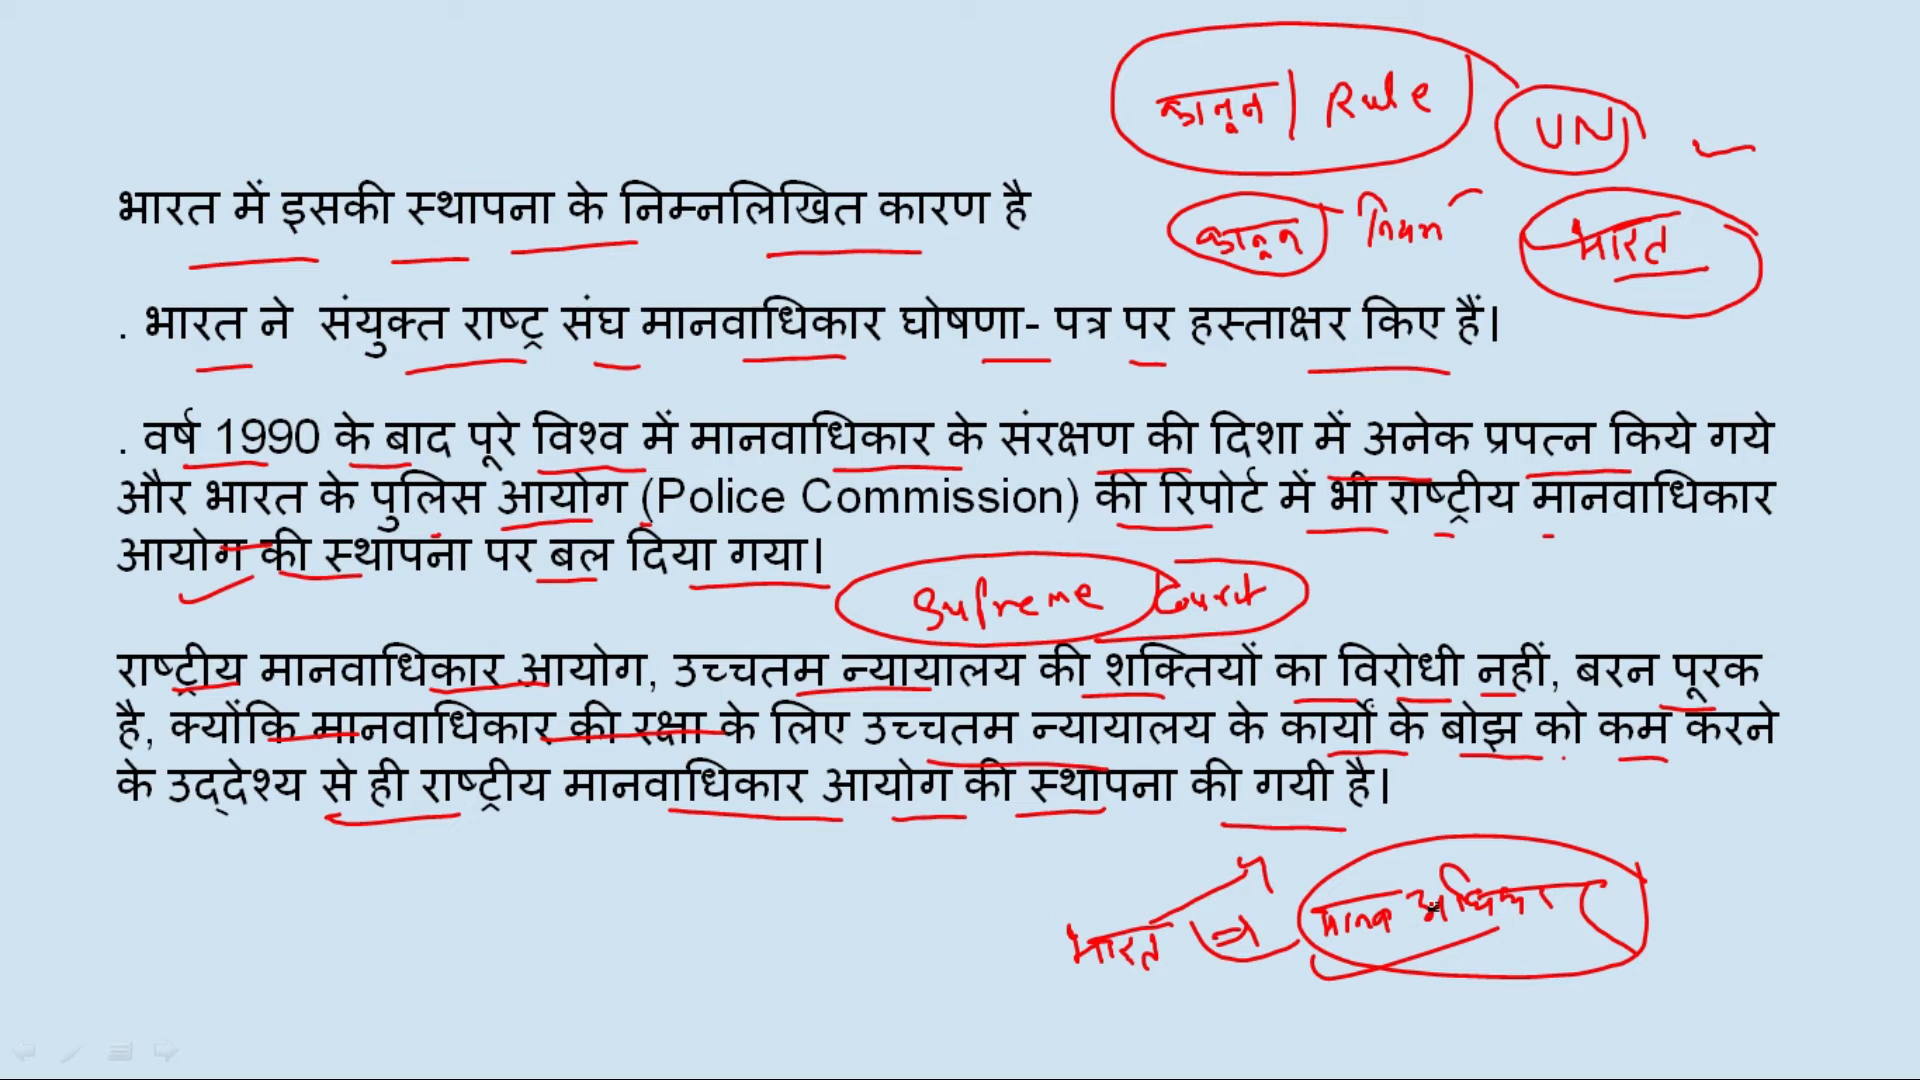 कानून | Rule
UN
भारत में इसकी स्थापना के निम्नलिखित कारण है
कानून नियम
भारत
. भारत ने संयुक्त राष्ट्र संघ मानवाधिकार घोषणा- पत्र पर हस्ताक्षर किए हैं।
. वर्ष 1990 के बाद पूरे विश्व में मानवाधिकार के संरक्षण की दिशा में अनेक प्रपत्न किये गये
और भारत के पुलिस आयोग (Police Commission) की रिपोर्ट में भी राष्ट्रीय मानवाधिकार
आयोग की स्थापना पर बल दिया गया।
Supreme Court
राष्ट्रीय मानवाधिकार आयोग, उच्चतम न्यायालय की शक्तियों का विरोधी नहीं, बरन पूरक
है, क्योंकि मानवाधिकार की रक्षा के लिए उच्चतम न्यायालय के कार्यों के बोझ को कम करने
के उद्देश्य से ही राष्ट्रीय मानवाधिकार आयोग की स्थापना की गयी है।
भारत ⇒ मानव अधिकार